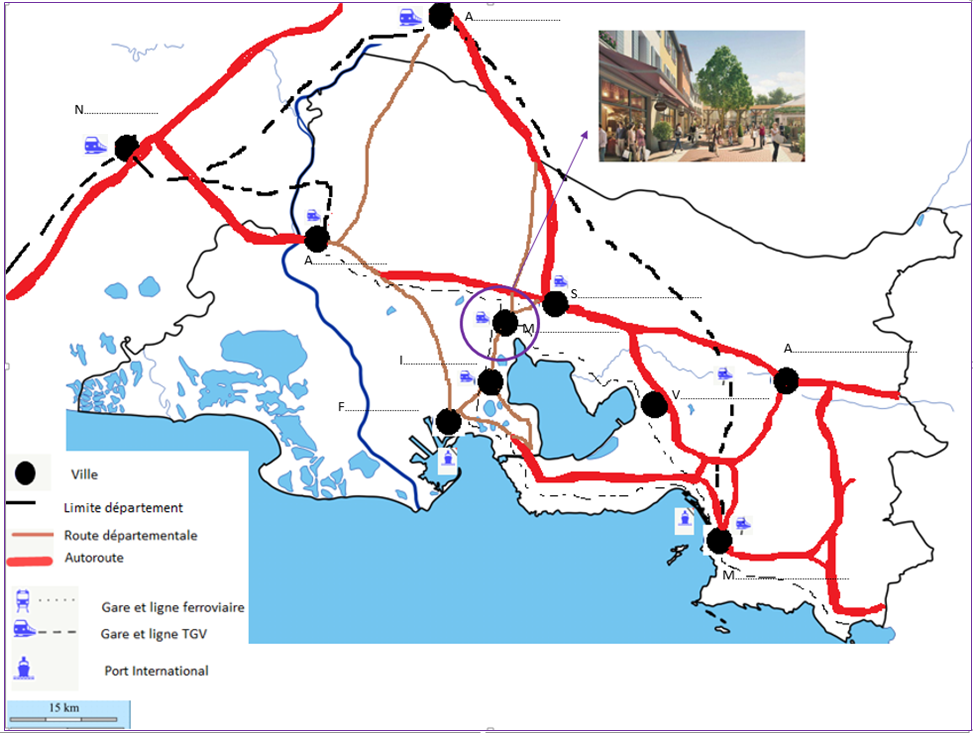 A........................
N........................
A........................
S........................
M........................
A........................
I........................
V........................
F........................
M........................
Ville
Limite département
Route départementale
Autoroute
Gare et ligne ferroviaire
Gare et ligne TGV
Port International
15 km